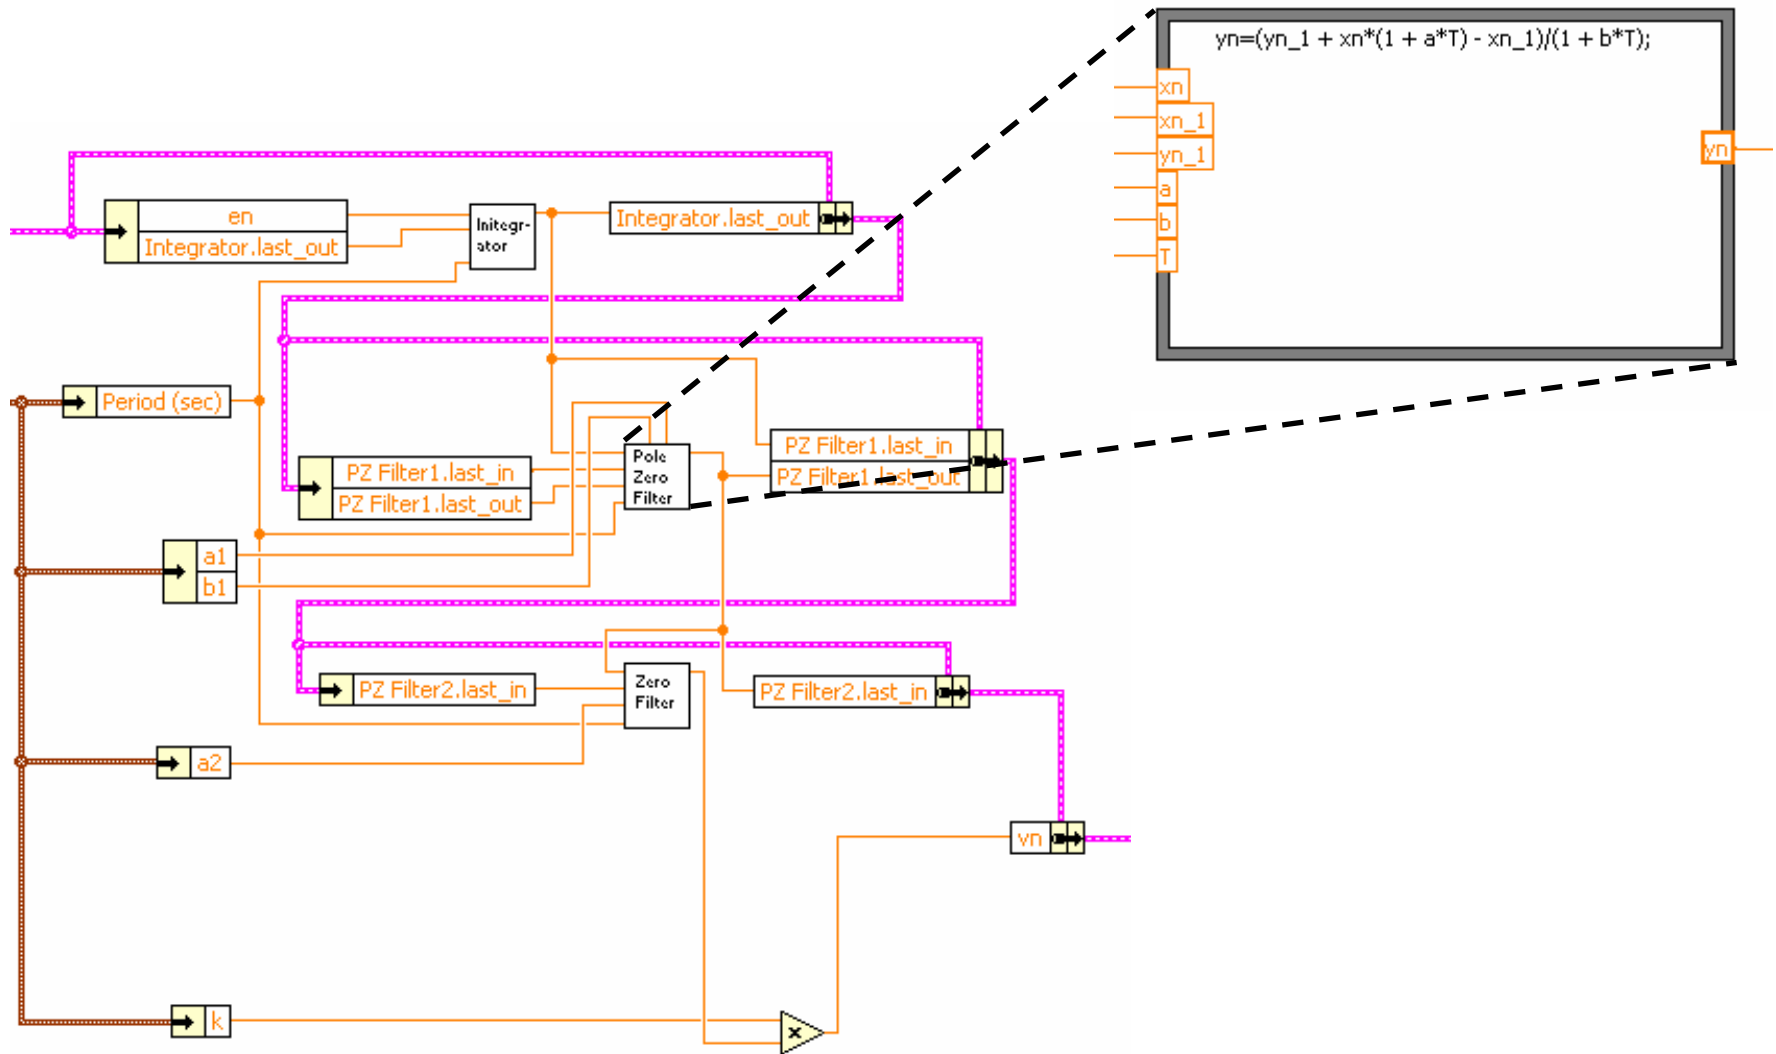 yn=(yn_1 + xn*(1 + a*T) - xn_1)/(1 + b*T);
xn
xn_1
yn_1
a
b
T
yn
en
Integrator.last_out
Initegr-
ator
Integrator.last_out
Period (sec)
PZ Filter1.last_in
PZ Filter1.last_out
Pole
Zero
Filter
PZ Filter1.last_in
PZ Filter1.last_out
a1
b1
PZ Filter2.last_in
Zero
Filter
PZ Filter2.last_in
a2
vn
k
×